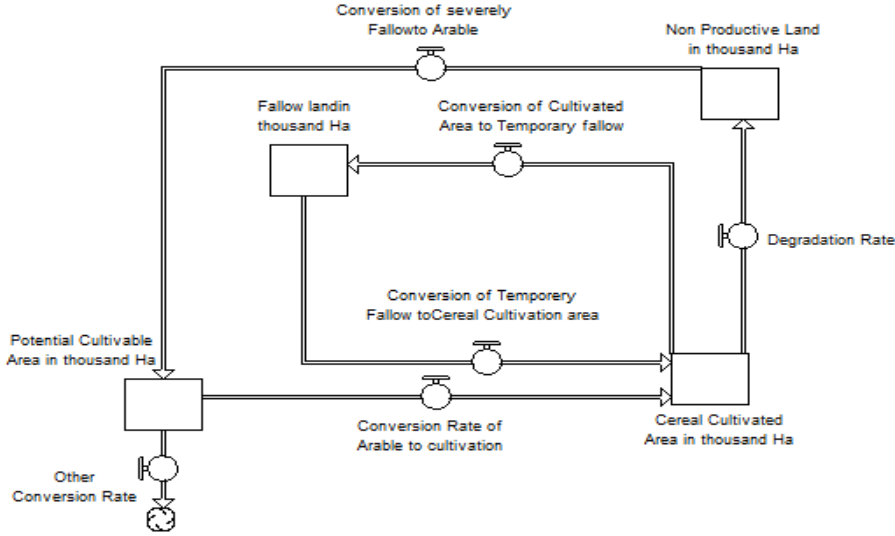 Conversion of severely
Fallowto Arable
Non Productive Land
in thousand Ha
Fallow landin
thousand Ha
Conversion of Cultivated
Area to Temporary fallow
Degradation Rate
Conversion of Temporery
Fallow toCereal Cultivation area
Potential Cultivable
Area in thousand Ha
Conversion Rate of
Arable to cultivation
Cereal Cultivated
Area in thousand Ha
Other
Conversion Rate